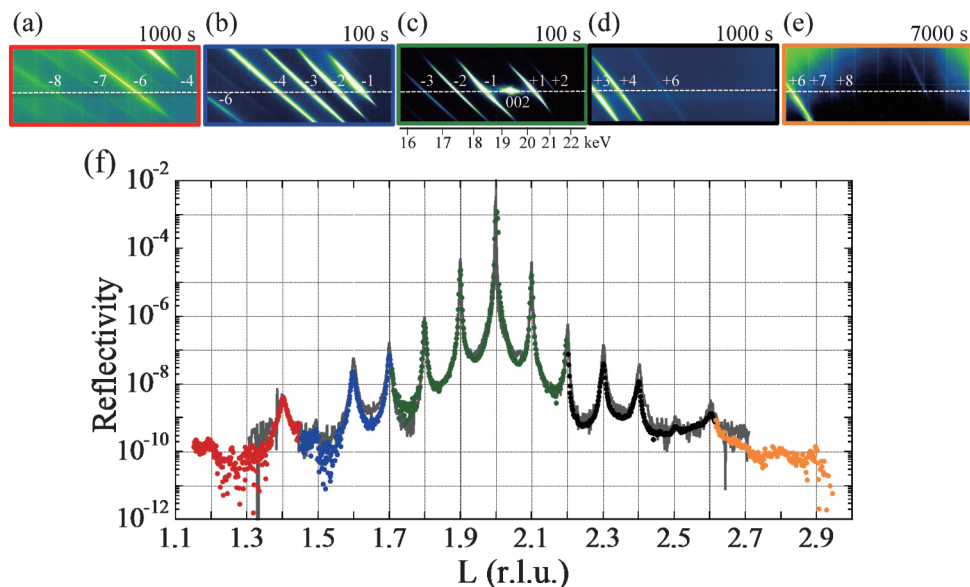 (a) 1000 s
(b) 100 s
(c) 100 s
(d) 1000 s
(e) 7000 s
-8 -7 -6 -4
-6 -4 -3 -2 -1
-3 -2 -1 +1 +2
002
+3 +4 +6
+6 +7 +8
16 17 18 19 20 21 22 keV
(f)
Reflectivity
10-2
10-4
10-6
10-8
10-10
10-12
1.1 1.3 1.5 1.7 1.9 2.1 2.3 2.5 2.7 2.9
L (r.l.u.)